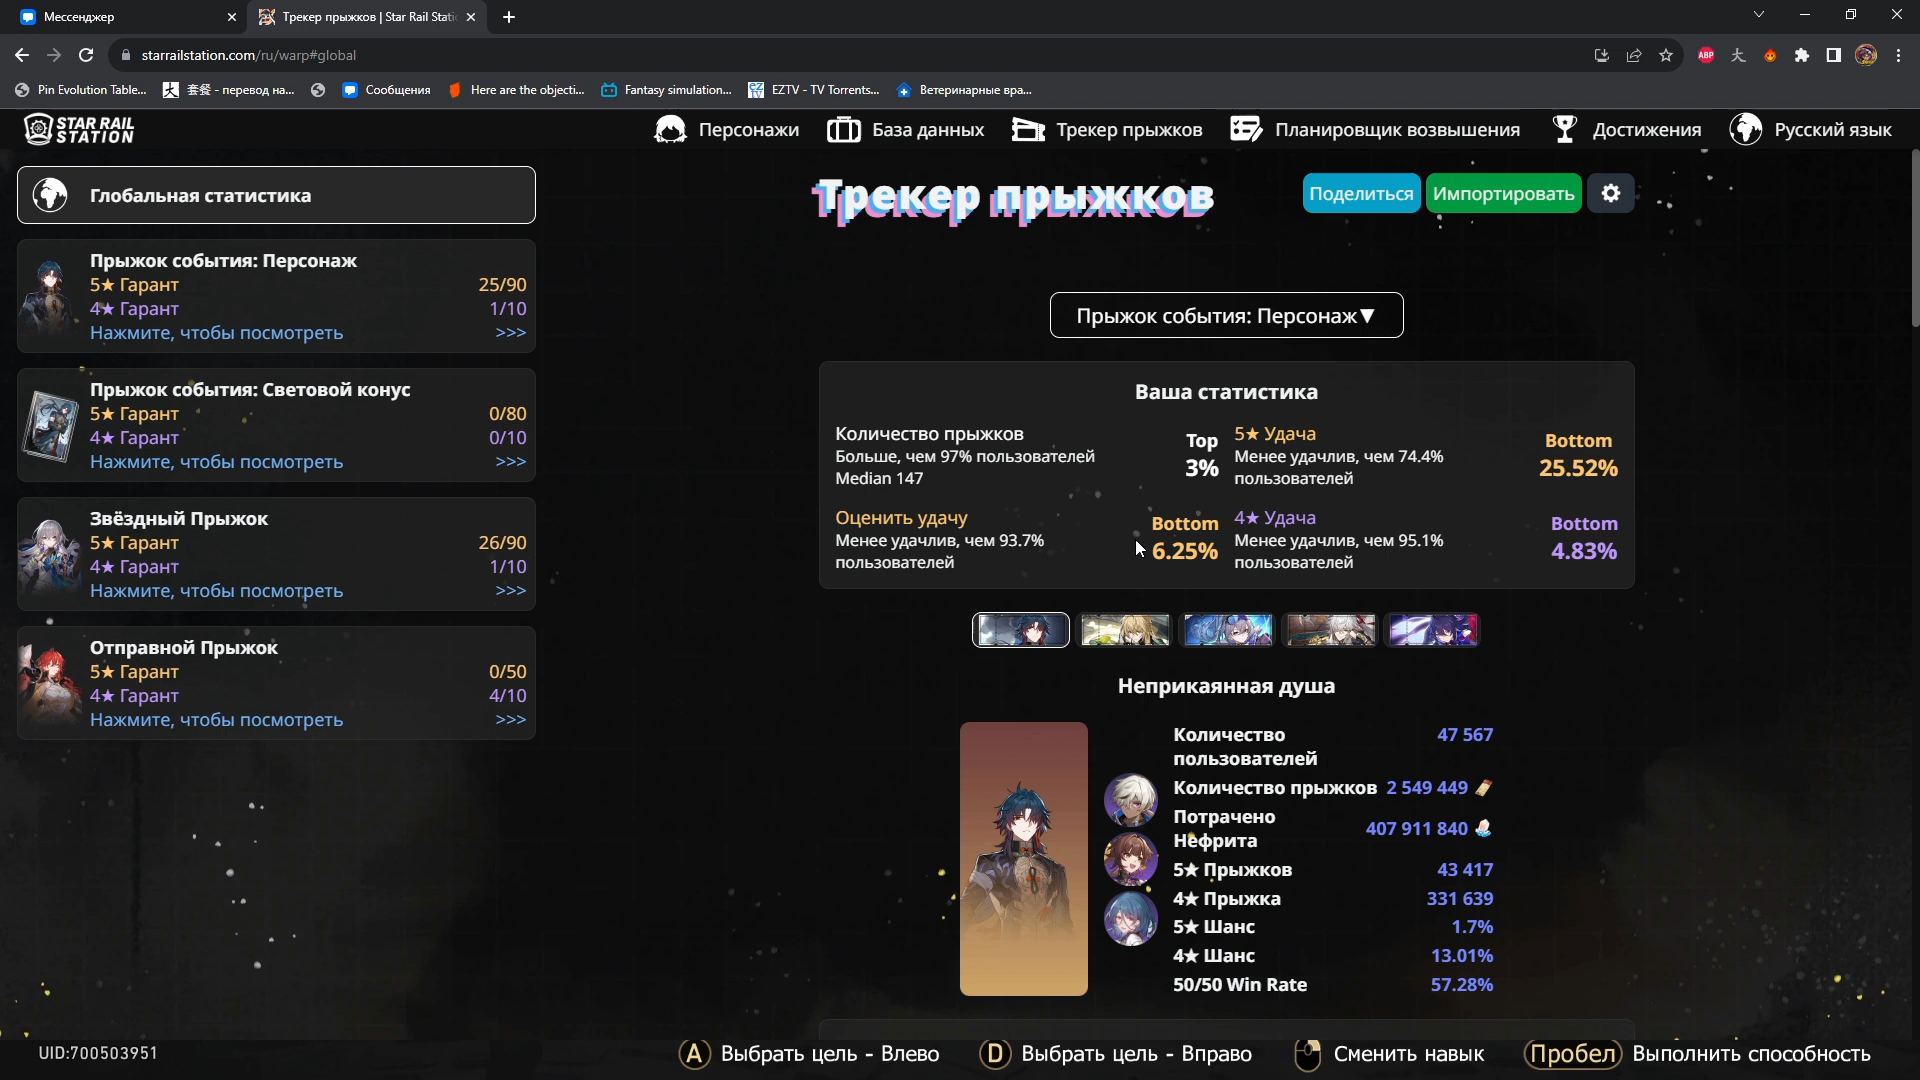 Мессенджер
Трекер прыжков | Star Rail Stati
starrailstation.com/ru/warp#global
ABP
Pin Evolution Table...
套餐 - перевод на...
Сообщения
Here are the objecti...
Fantasy simulation...
EZTV - TV Torrents...
Ветеринарные вра...
STAR RAIL
STATION
Персонажи
База данных
Трекер прыжков
Планировщик возвышения
Достижения
Русский язык
Глобальная статистика
Прыжок события: Персонаж
5★ Гарант 25/90
4★ Гарант 1/10
Нажмите, чтобы посмотреть >>>
Прыжок события: Световой конус
5★ Гарант 0/80
4★ Гарант 0/10
Нажмите, чтобы посмотреть >>>
Звёздный Прыжок
5★ Гарант 26/90
4★ Гарант 1/10
Нажмите, чтобы посмотреть >>>
Отправной Прыжок
5★ Гарант 0/50
4★ Гарант 4/10
Нажмите, чтобы посмотреть >>>
Трекер прыжков
Поделиться
Импортировать
Прыжок события: Персонаж▼
Ваша статистика
Количество прыжков
Больше, чем 97% пользователей
Median 147
Top
3%
5★ Удача
Менее удачлив, чем 74.4%
пользователей
Bottom
25.52%
Оценить удачу
Менее удачлив, чем 93.7%
пользователей
Bottom
6.25%
4★ Удача
Менее удачлив, чем 95.1%
пользователей
Bottom
4.83%
Неприкаянная душа
Количество
пользователей 47 567
Количество прыжков 2 549 449
Потрачено
Нефрита 407 911 840
5★ Прыжков 43 417
4★ Прыжка 331 639
5★ Шанс 1.7%
4★ Шанс 13.01%
50/50 Win Rate 57.28%
UID:700503951
A Выбрать цель - Влево
D Выбрать цель - Вправо
Сменить навык
Пробел Выполнить способность